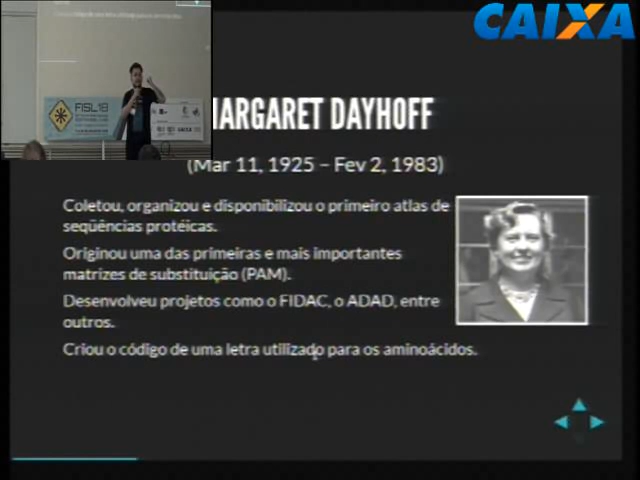 CAIXA
FISL18
MARGARET DAYHOFF
(Mar 11, 1925 – Fev 2, 1983)
Coletou, organizou e disponibilizou o primeiro atlas de
seqüências protéicas.
Originou uma das primeiras e mais importantes
matrizes de substituição (PAM).
Desenvolveu projetos como o FIDAC, o ADAD, entre
outros.
Criou o código de uma letra utilizado para os aminoácidos.